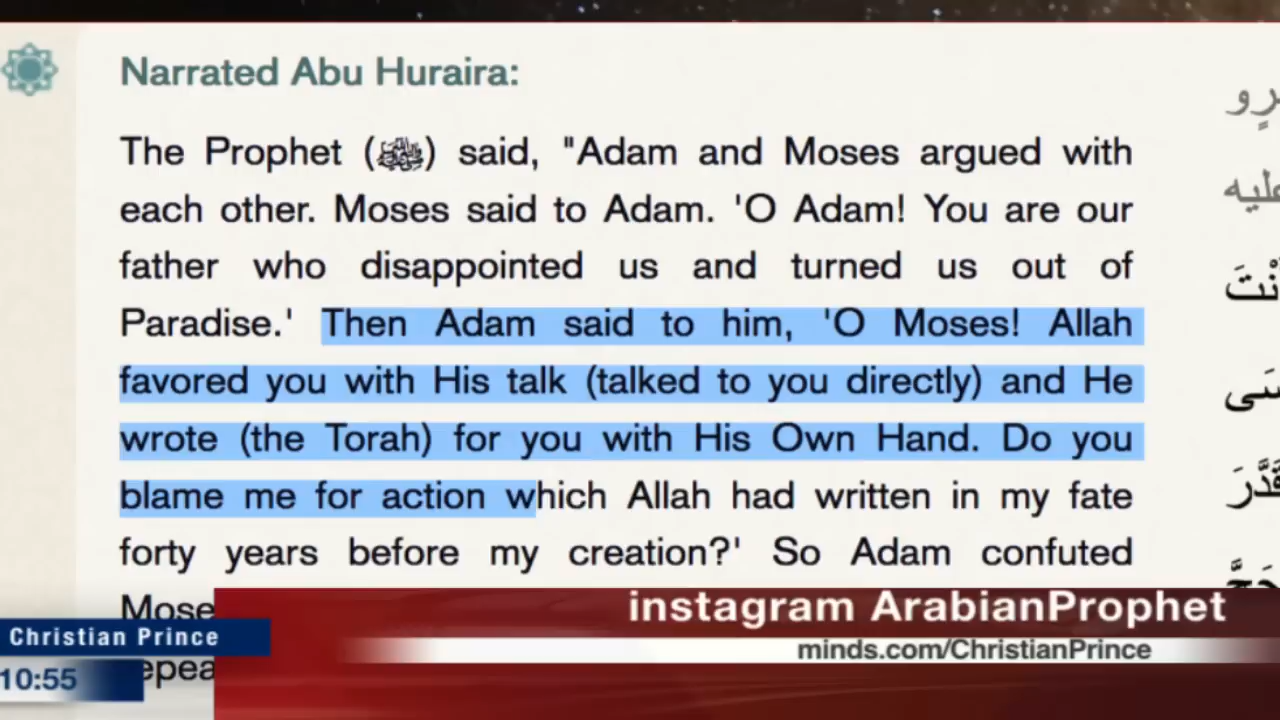 Narrated Abu Huraira:
The Prophet (ﷺ) said, "Adam and Moses argued with
each other. Moses said to Adam. 'O Adam! You are our
father who disappointed us and turned us out of
Paradise.' Then Adam said to him, 'O Moses! Allah
favored you with His talk (talked to you directly) and He
wrote (the Torah) for you with His Own Hand. Do you
blame me for action which Allah had written in my fate
forty years before my creation?' So Adam confuted
Mose
epea
عليه
instagram ArabianProphet
minds.com/ChristianPrince
Christian Prince
10:55